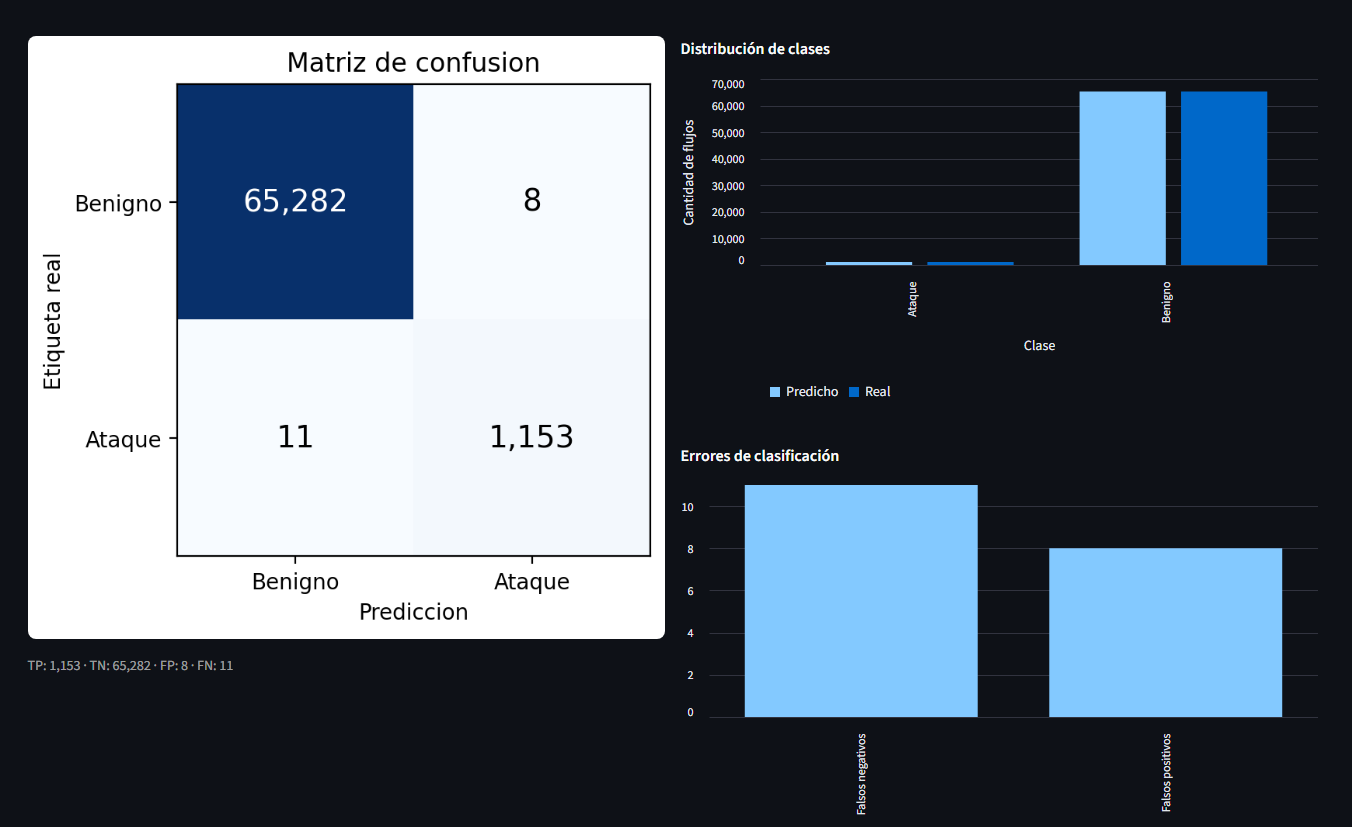 Matriz de confusion
Benigno
65,282
8
Etiqueta real
Ataque
11
1,153
Benigno
Ataque
Prediccion
TP: 1,153 · TN: 65,282 · FP: 8 · FN: 11
Distribución de clases
Cantidad de flujos
70,000
60,000
50,000
40,000
30,000
20,000
10,000
0
Ataque
Benigno
Clase
Predicho
Real
Errores de clasificación
10
8
6
4
2
0
Falsos negativos
Falsos positivos